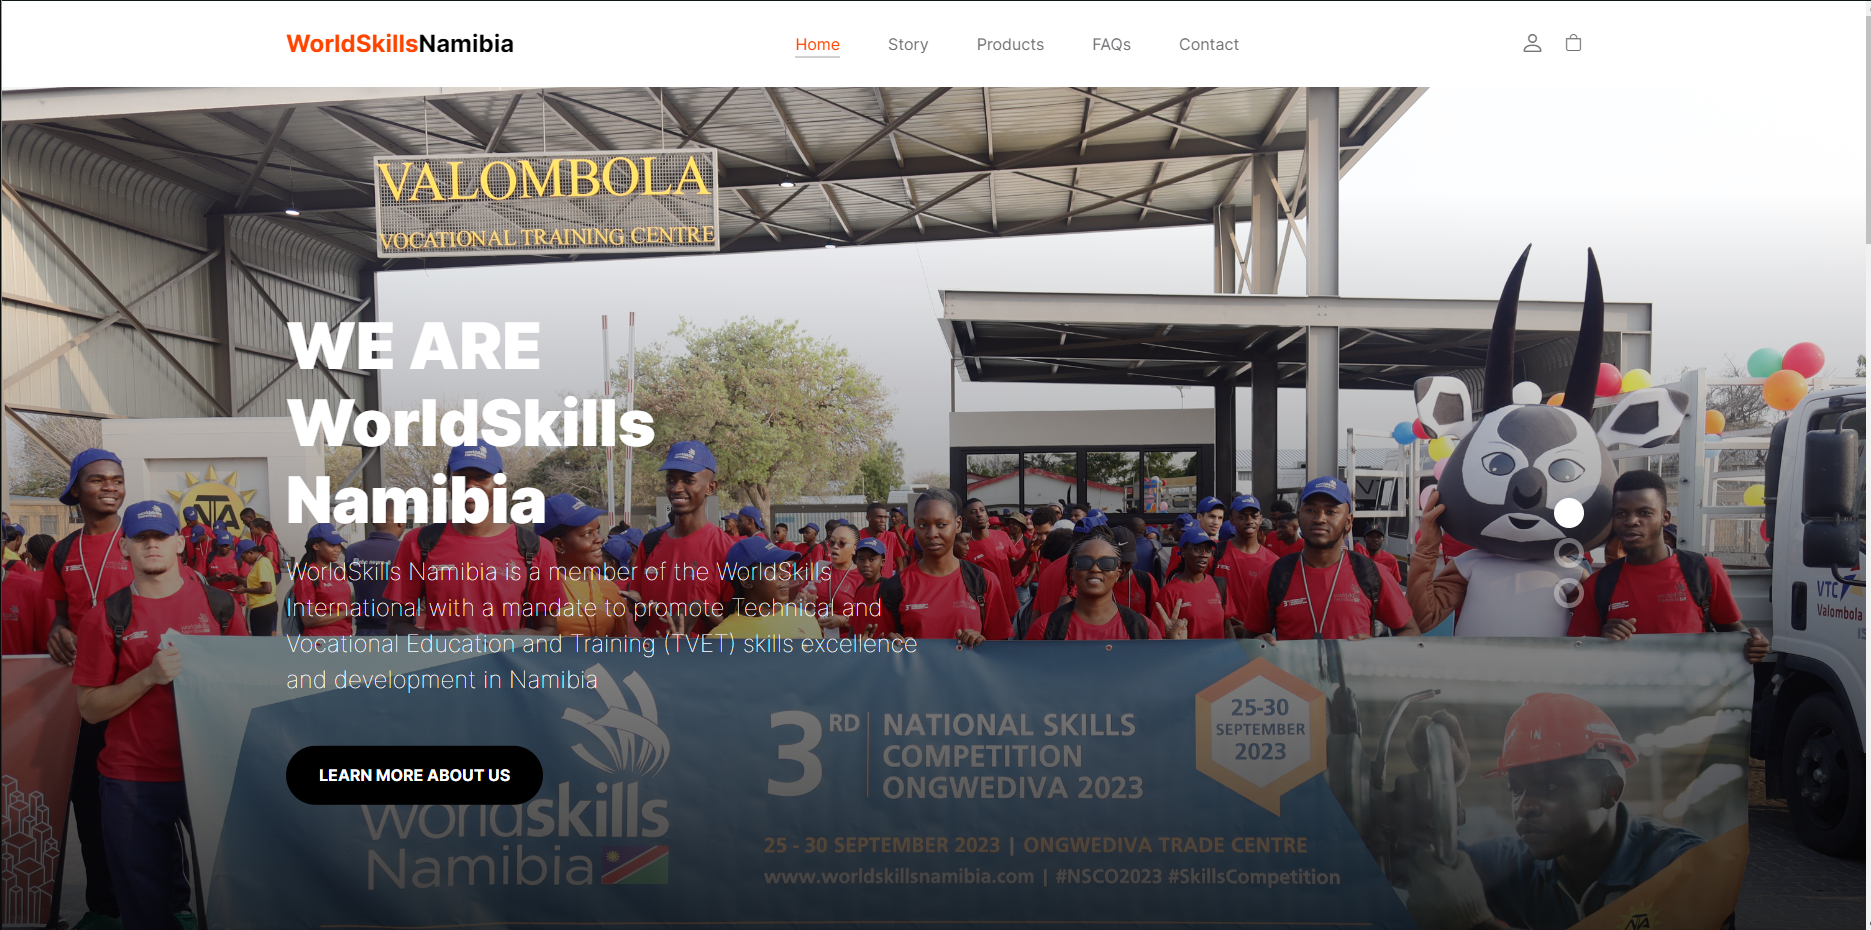 WorldSkillsNamibia
Home Story Products FAQs Contact
VALOMBOLA
VOCATIONAL TRAINING CENTRE
WE ARE
WorldSkills
Namibia
WorldSkills Namibia is a member of the WorldSkills
International with a mandate to promote Technical and
Vocational Education and Training (TVET) skills excellence
and development in Namibia
LEARN MORE ABOUT US
worldskills
Namibia
3RD
NATIONAL SKILLS
COMPETITION
ONGWEDIVA 2023
25-30
SEPTEMBER
2023
25 - 30 SEPTEMBER 2023 | ONGWEDIVA TRADE CENTRE
www.worldskillsnamibia.com | #NSCO2023 #SkillsCompetition
VTC
Valombola
NTA
NTA